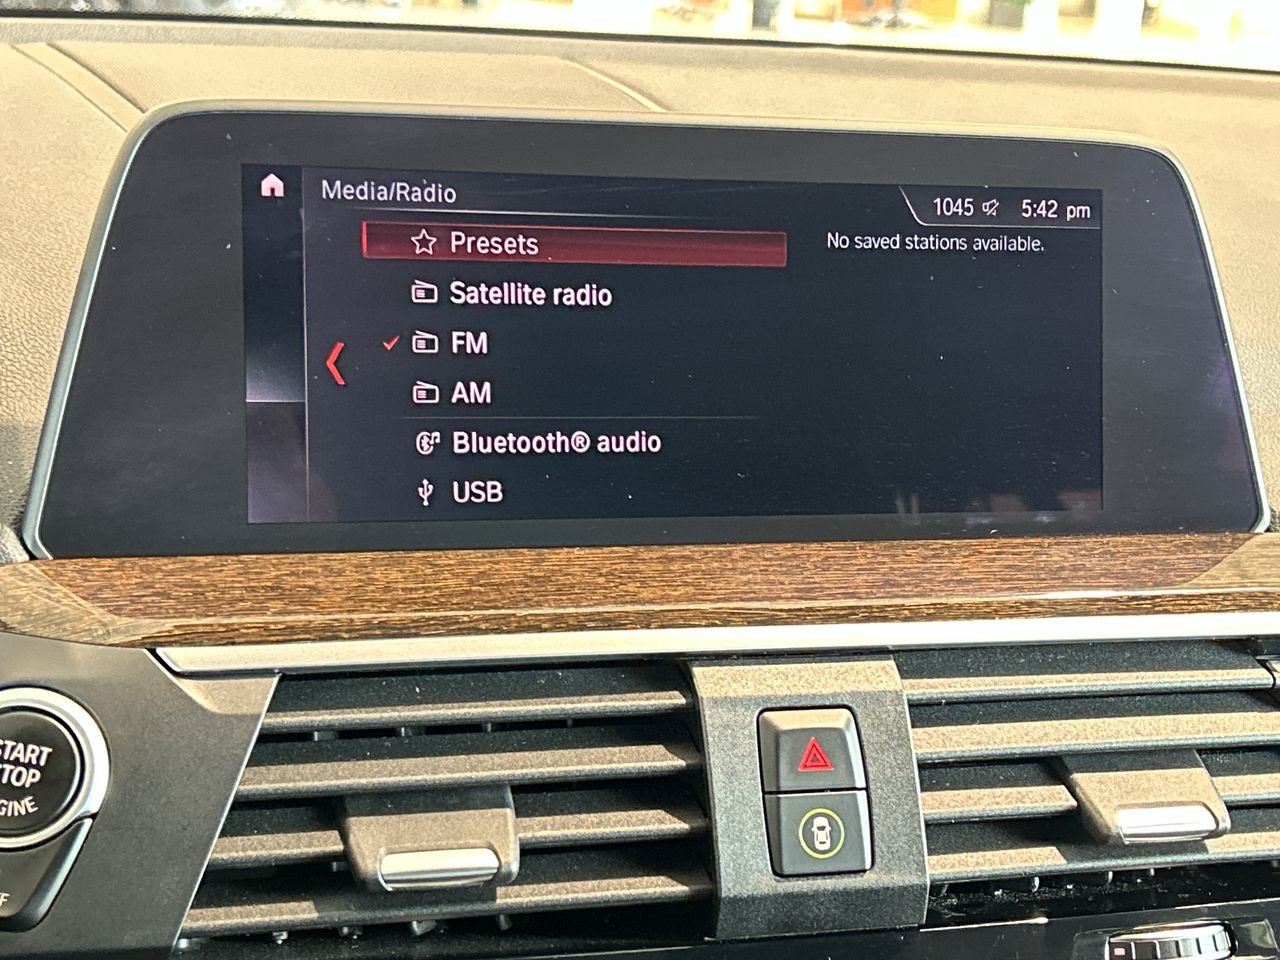 Media/Radio
1045 5:42 pm
Presets
No saved stations available.
Satellite radio
FM
AM
Bluetooth® audio
USB
START
STOP
ENGINE